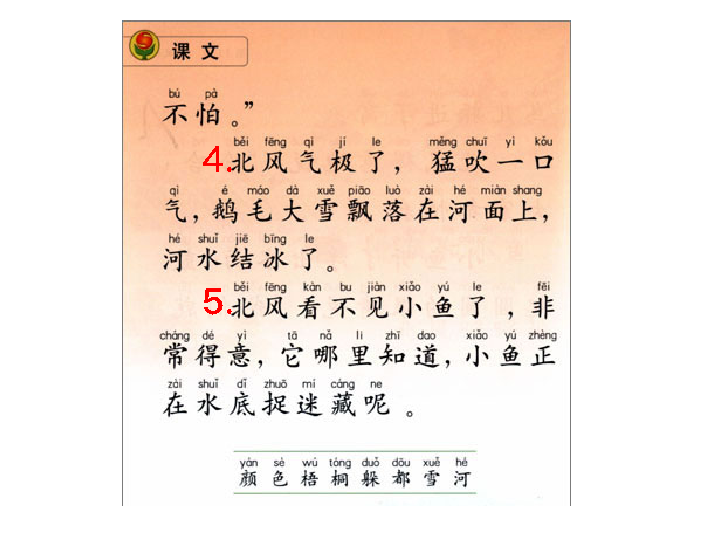 课文
bù pà
不怕。”
běi fēng qì jí le měng chuī yì kǒu
4.北风气极了，猛吹一口
qì é máo dà xuě piāo luò zài hé miàn shang
气，鹅毛大雪飘落在河面上，
hé shuǐ jié bīng le
河水结冰了。
běi fēng kàn bu jiàn xiǎo yú le fēi
5.北风看不见小鱼了，非
cháng dé yì tā nǎ li zhī dao xiǎo yú zhèng
常得意，它哪里知道，小鱼正
zài shuǐ dǐ zhuō mí cáng ne
在水底捉迷藏呢。
yán sè wú tóng duǒ dōu xuě hé
颜色梧桐躲都雪河